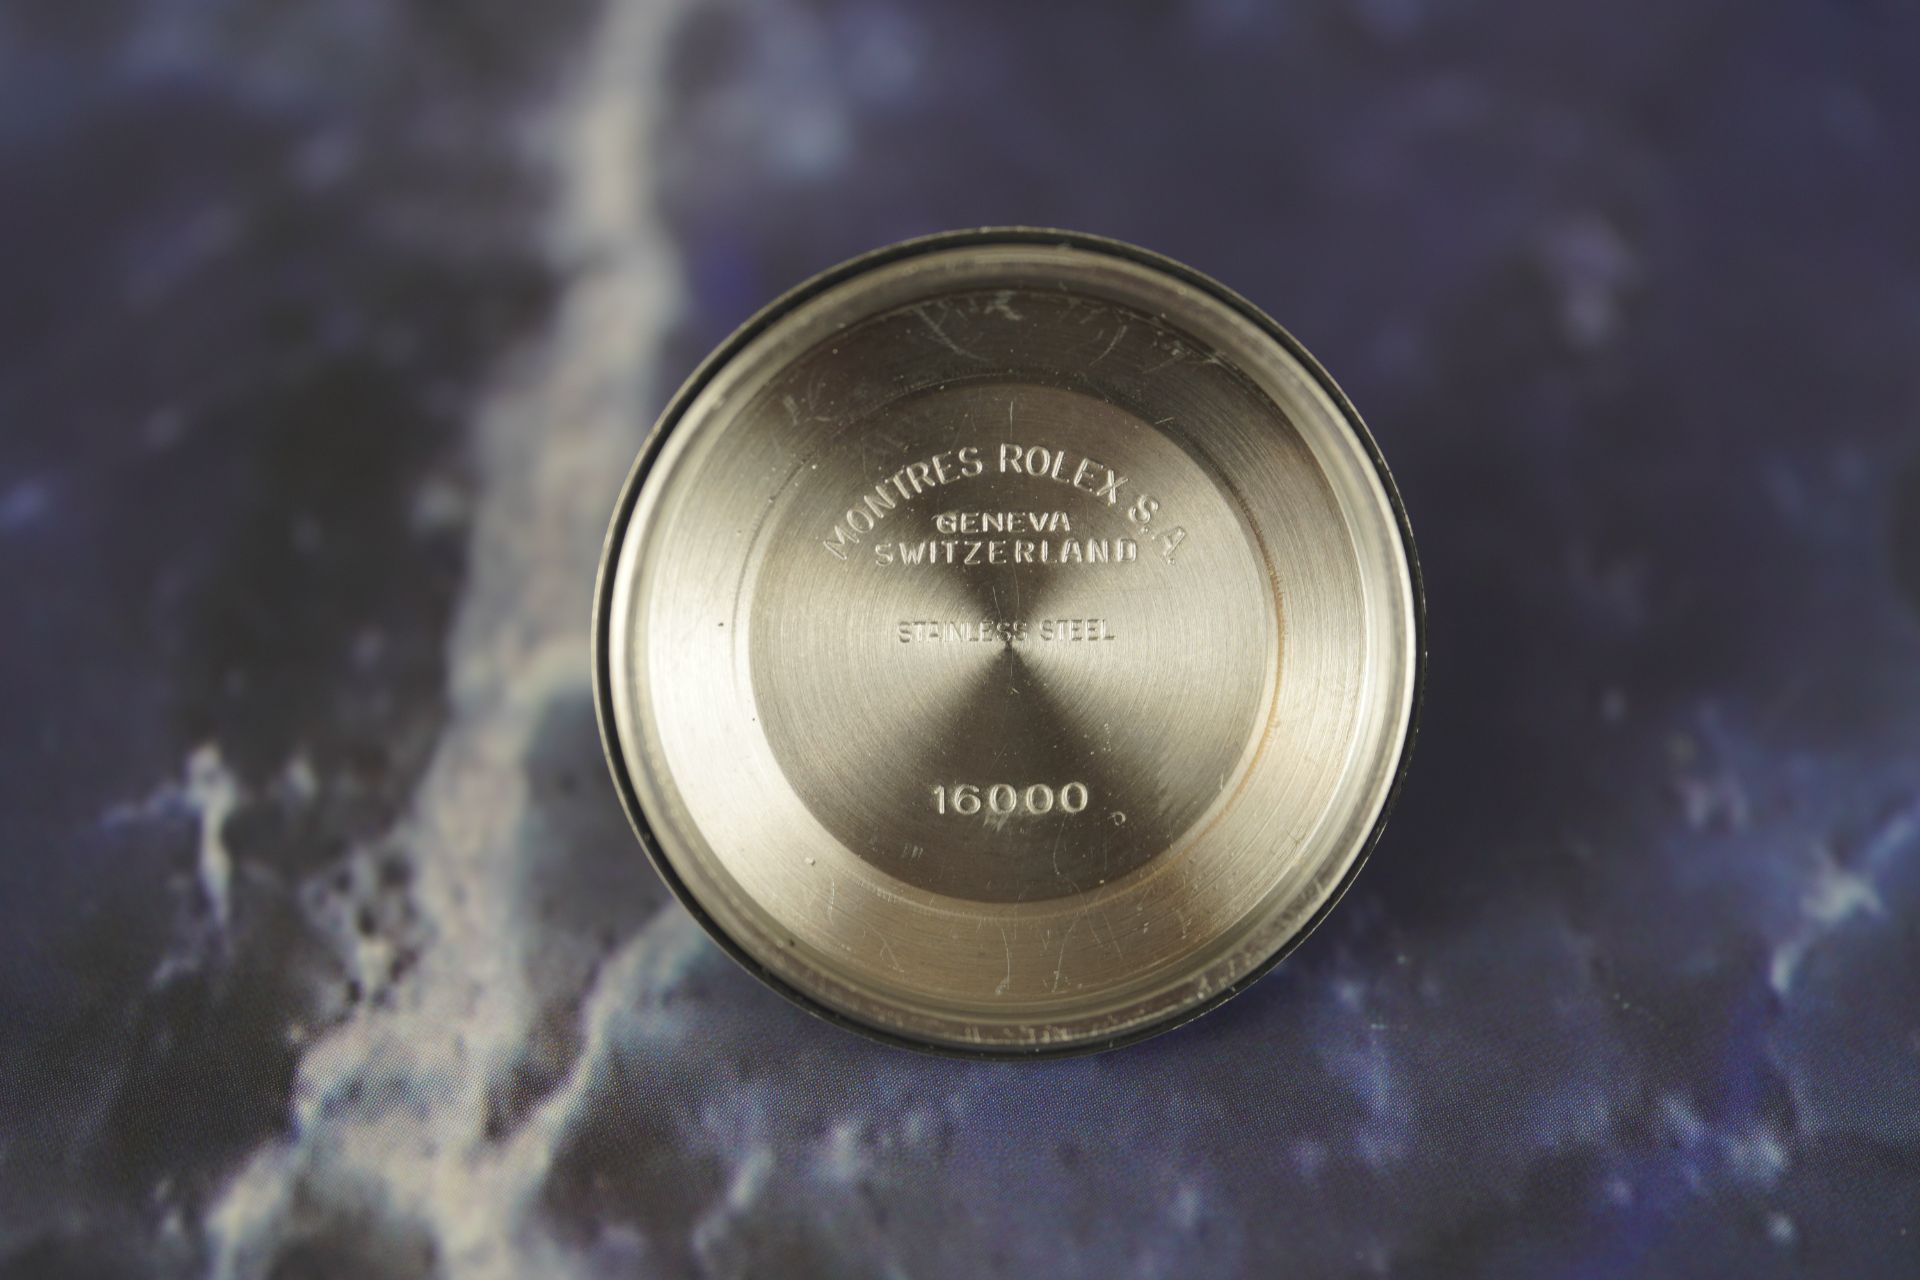 MONTRES ROLEX S.A.
GENEVA
SWITZERLAND
STAINLESS STEEL
16000